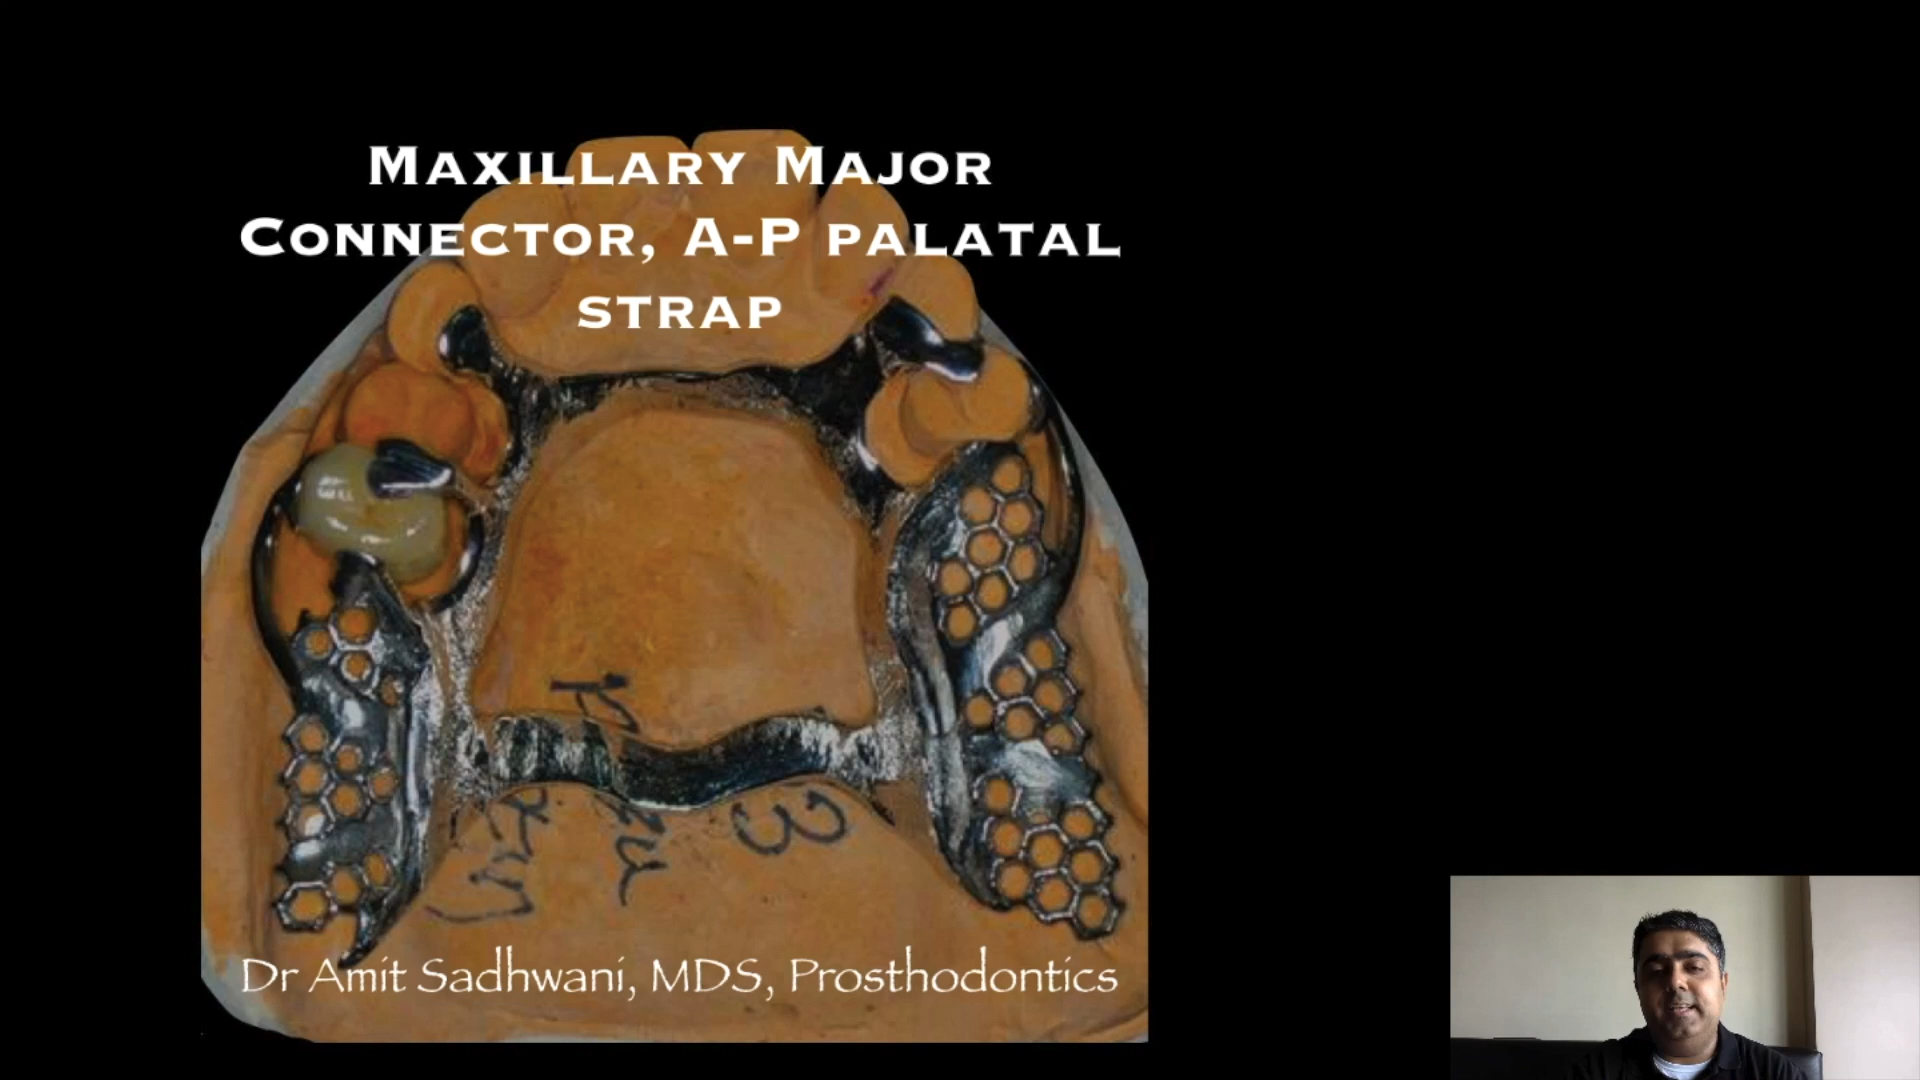 Maxillary Major
Connector, A-P palatal
strap
Dr Amit Sadhwani, MDS, Prosthodontics